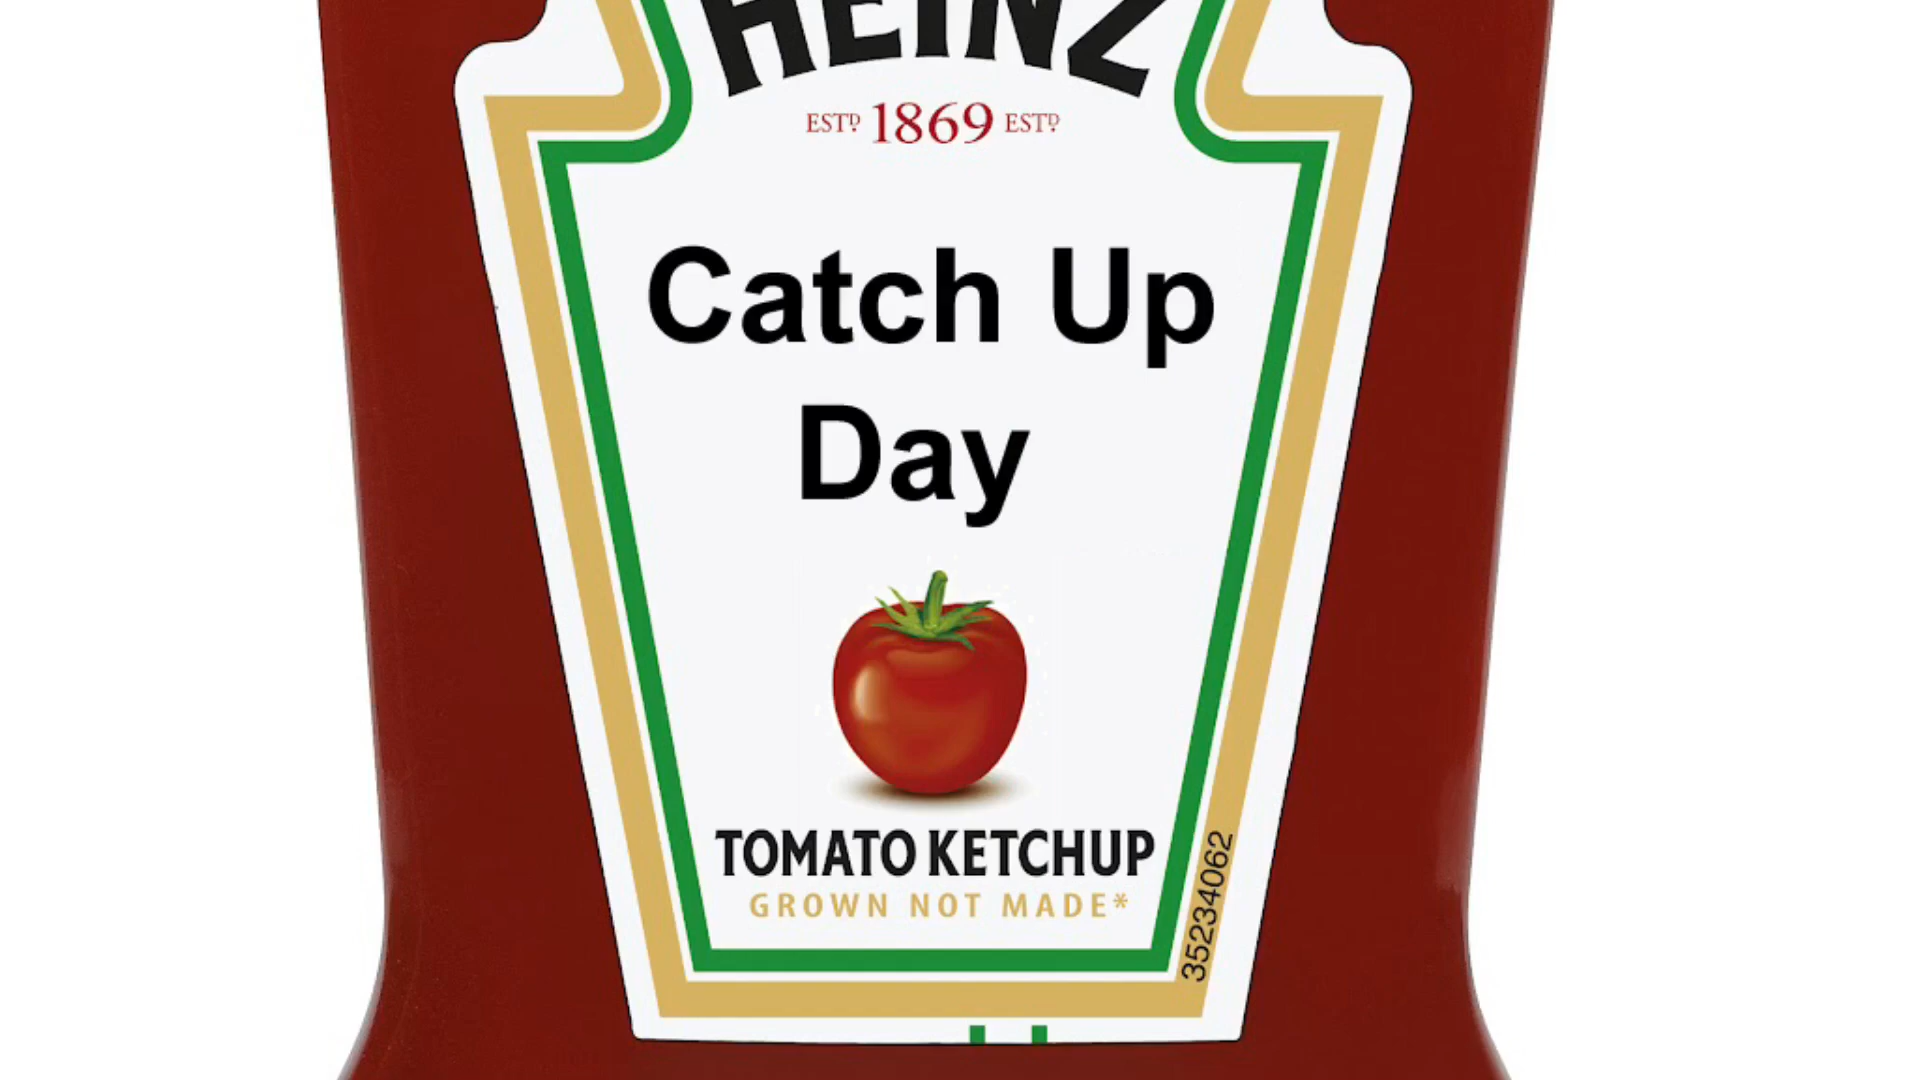 HEINZ
ESTD 1869 ESTD
Catch Up
Day
TOMATO KETCHUP
GROWN NOT MADE*
35234062